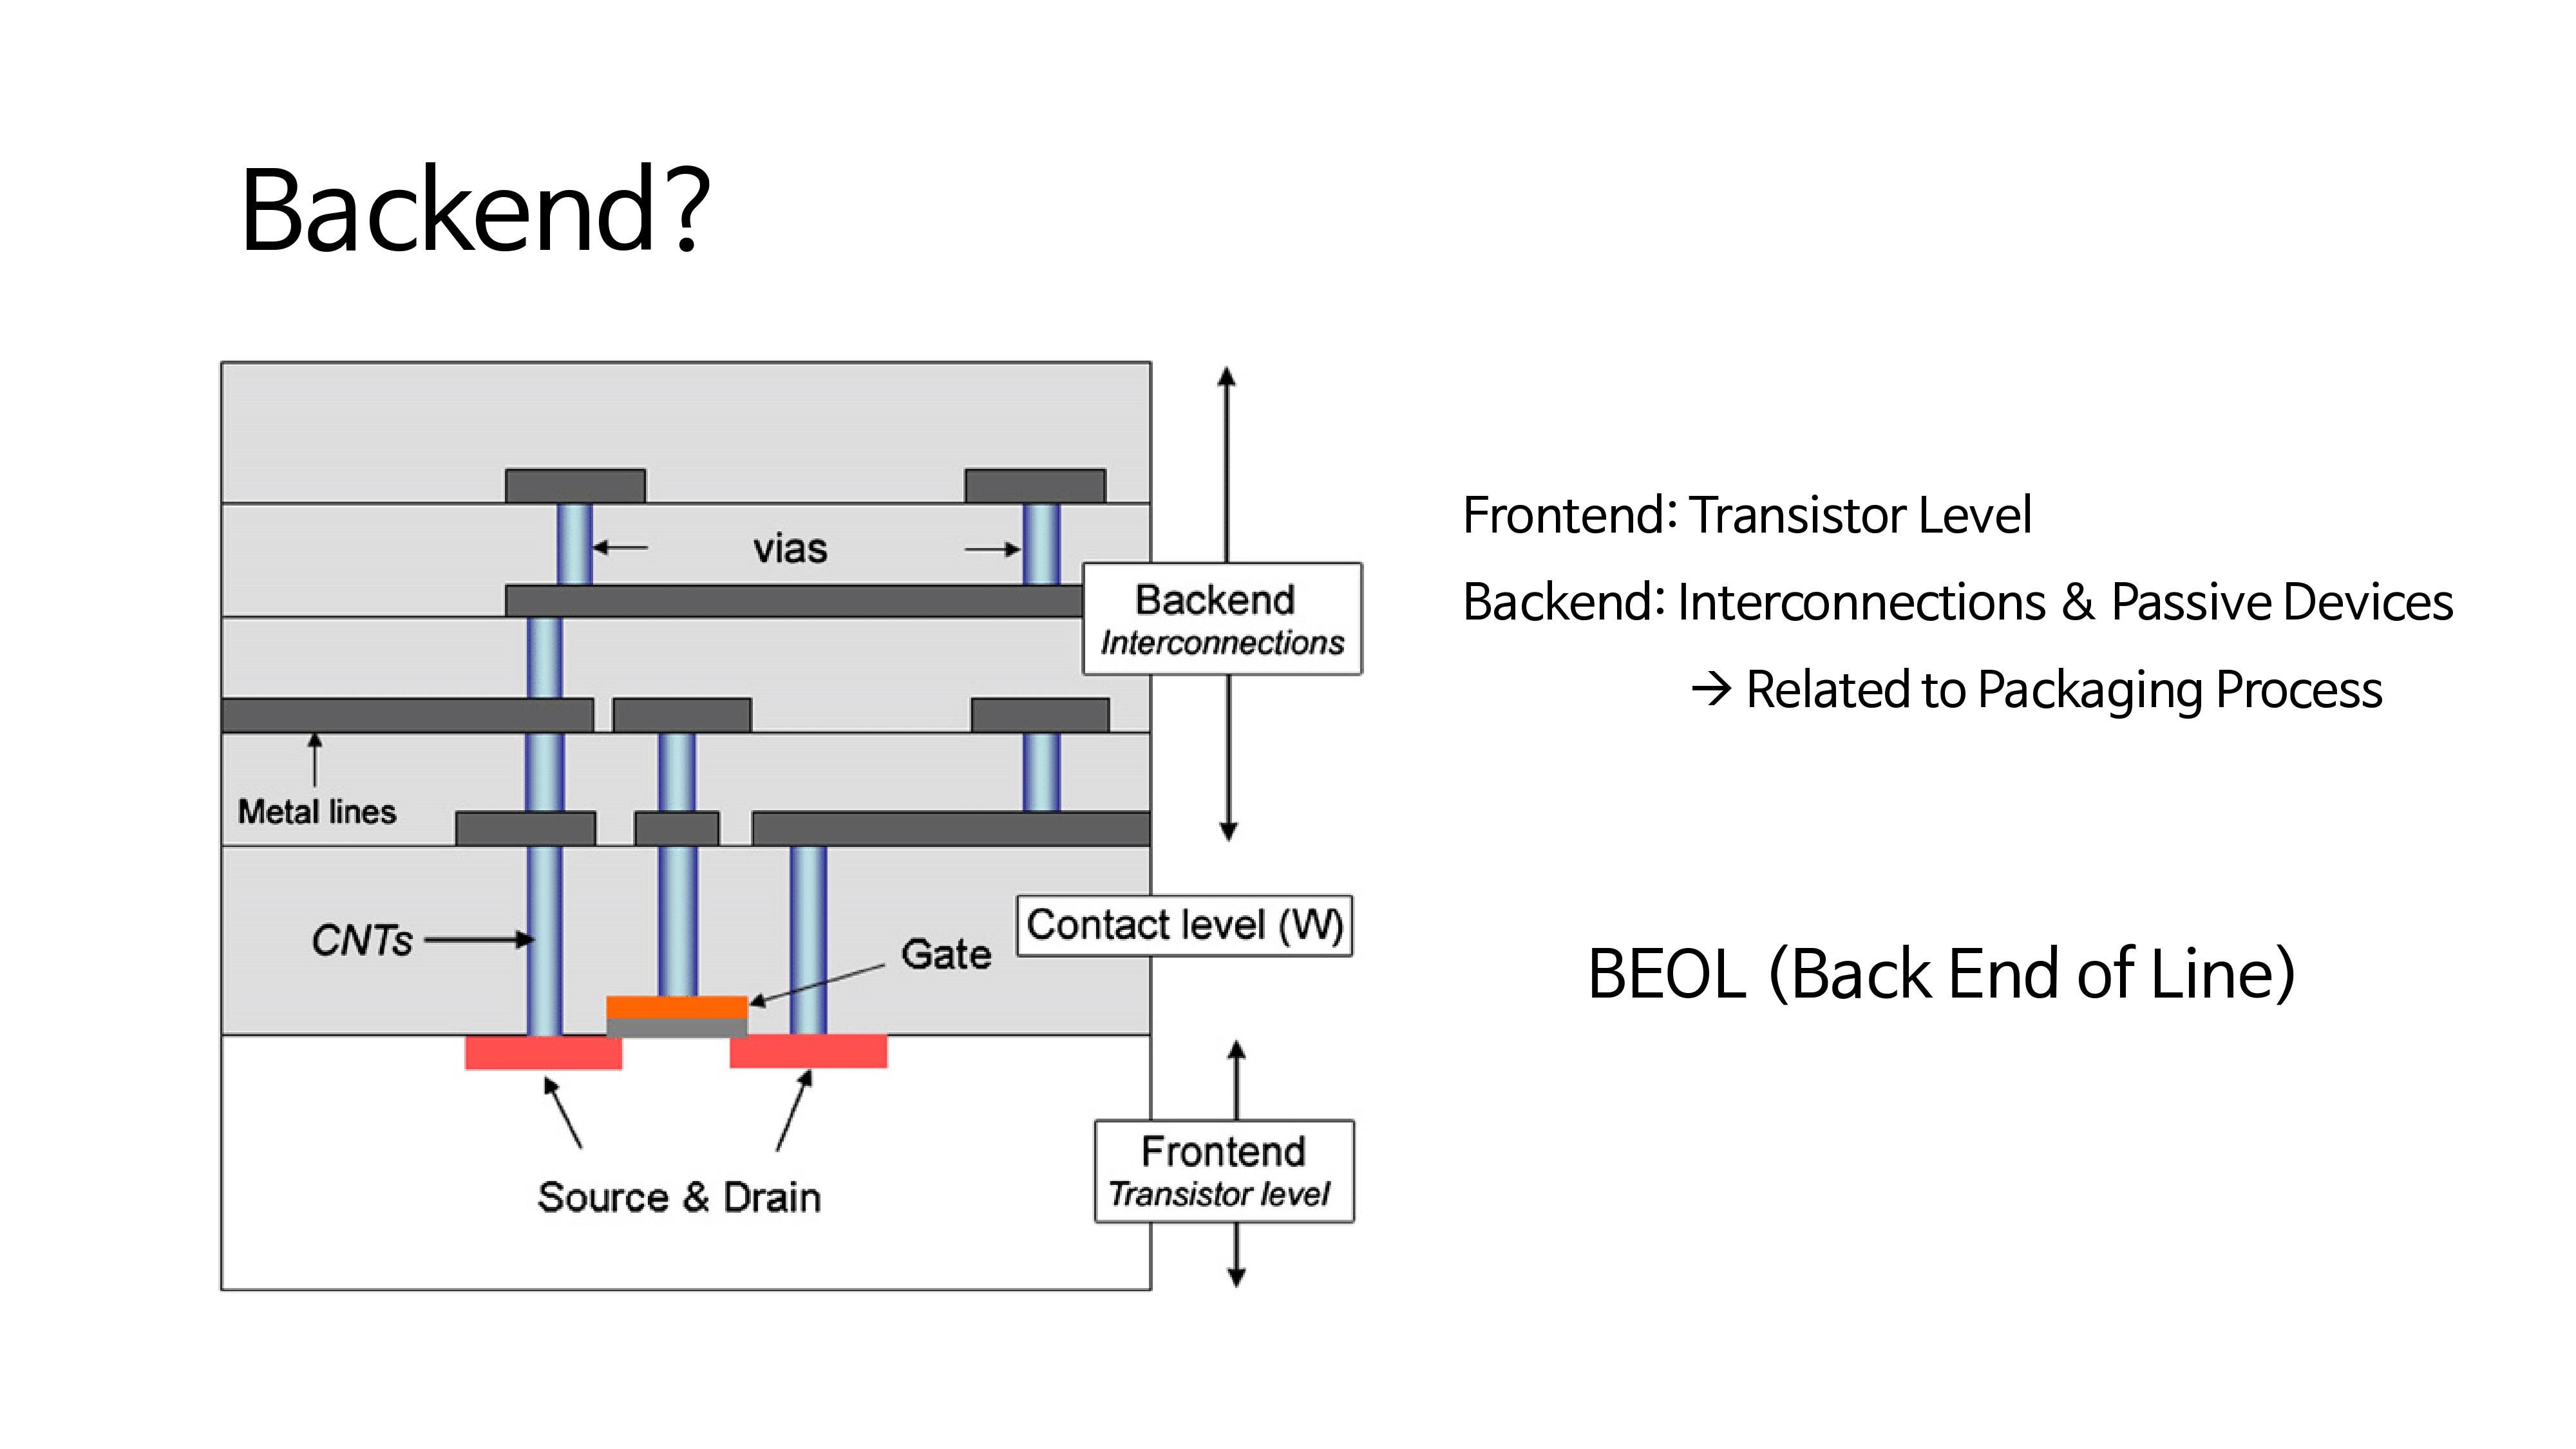 Backend?
vias
Metal lines
CNTs
Gate
Source & Drain
Backend
Interconnections
Contact level (W)
Frontend
Transistor level
Frontend: Transistor Level
Backend: Interconnections & Passive Devices
→ Related to Packaging Process
BEOL (Back End of Line)